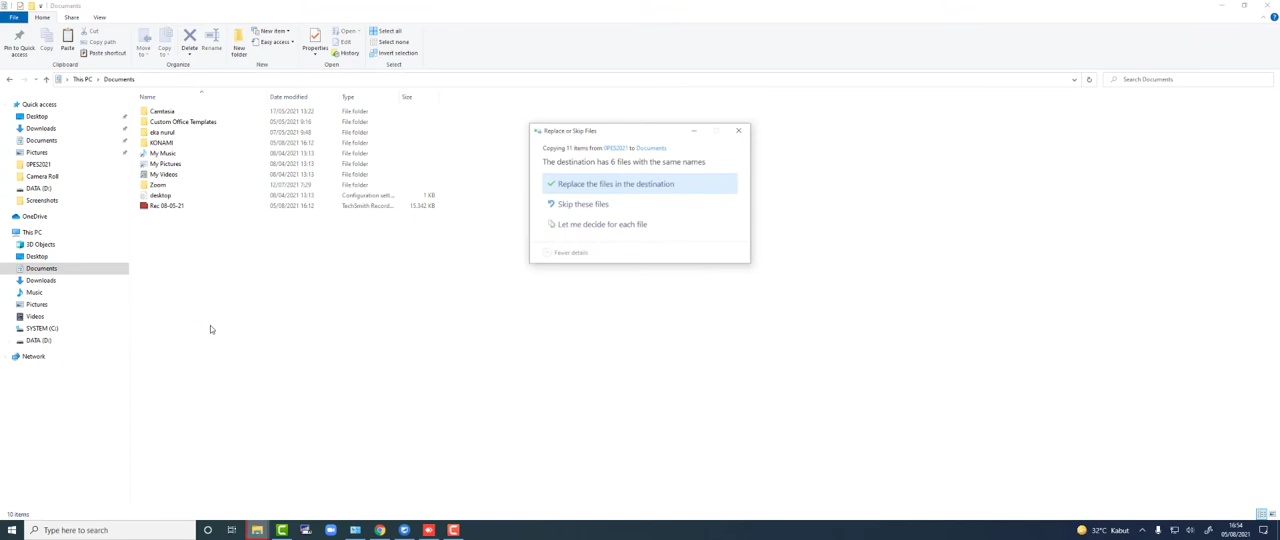 Documents
File
Home
Share
View
Pin to Quick access
Copy
Paste
Cut
Copy path
Paste shortcut
Clipboard
Move to
Copy to
Delete
Rename
Organize
New folder
New item
Easy access
New
Properties
Open
Edit
History
Open
Select all
Select none
Invert selection
Select
This PC > Documents
Search Documents
Name
Date modified
Type
Size
Camtasia 17/05/2021 13:22 File folder
Custom Office Templates 05/05/2021 9:16 File folder
eka nurul 07/05/2021 9:48 File folder
KONAMI 05/08/2021 16:12 File folder
My Music 08/04/2021 13:13 File folder
My Pictures 08/04/2021 13:13 File folder
My Videos 08/04/2021 13:13 File folder
Zoom 12/07/2021 7:29 File folder
desktop 08/04/2021 13:13 Configuration sett... 1 KB
Rec 08-05-21 05/08/2021 16:12 TechSmith Record... 15.342 KB
Quick access
Desktop
Downloads
Documents
Pictures
0PES2021
Camera Roll
DATA (D:)
Screenshots
OneDrive
This PC
3D Objects
Desktop
Documents
Downloads
Music
Pictures
Videos
SYSTEM (C:)
DATA (D:)
Network
Replace or Skip Files
Copying 11 items from 0PES2021 to Documents
The destination has 6 files with the same names
Replace the files in the destination
Skip these files
Let me decide for each file
Fewer details
10 items
Type here to search
32°C Kabut
16:54
05/08/2021